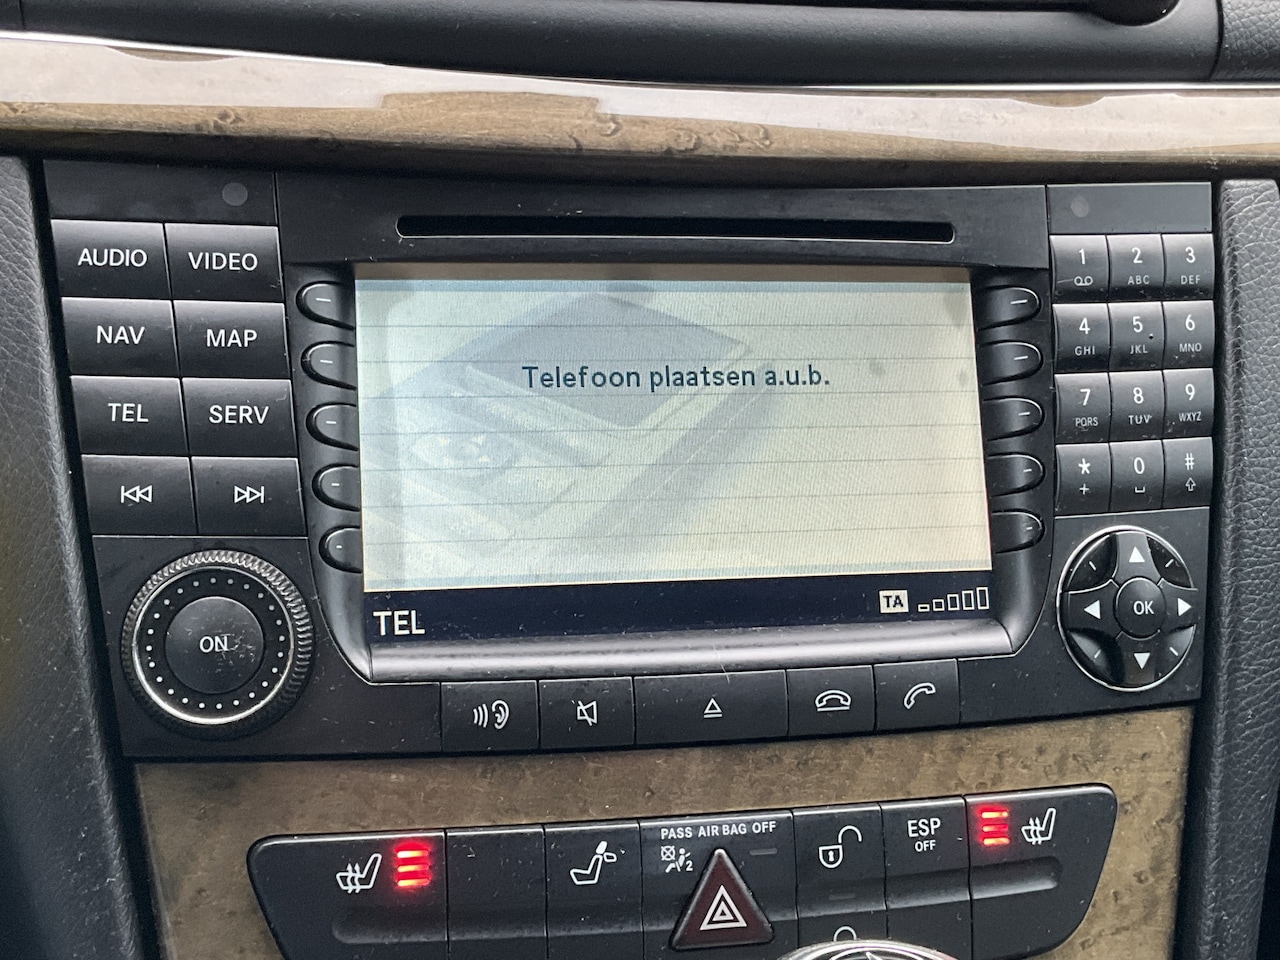 AUDIO
VIDEO
NAV
MAP
TEL
SERV
ON
Telefoon plaatsen a.u.b.
TEL
TA
1
2 ABC
3 DEF
4 GHI
5 JKL
6 MNO
7 PQRS
8 TUV
9 WXYZ
* +
0
#
OK
PASS AIR BAG OFF
2
ESP
OFF